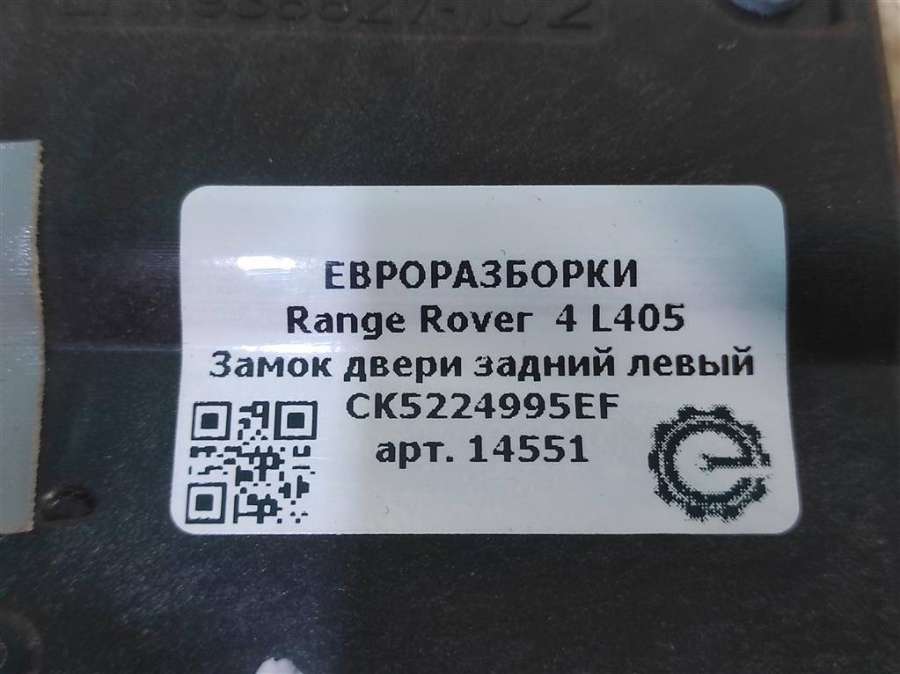 ЕВРОРАЗБОРКИ
Range Rover 4 L405
Замок двери задний левый
CK5224995EF
арт. 14551